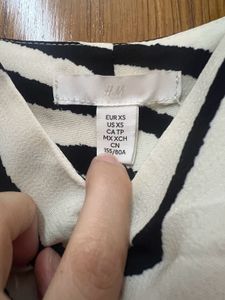 H&M
EUR XS
US XS
CA TP
MX XCH
CN
155/80A